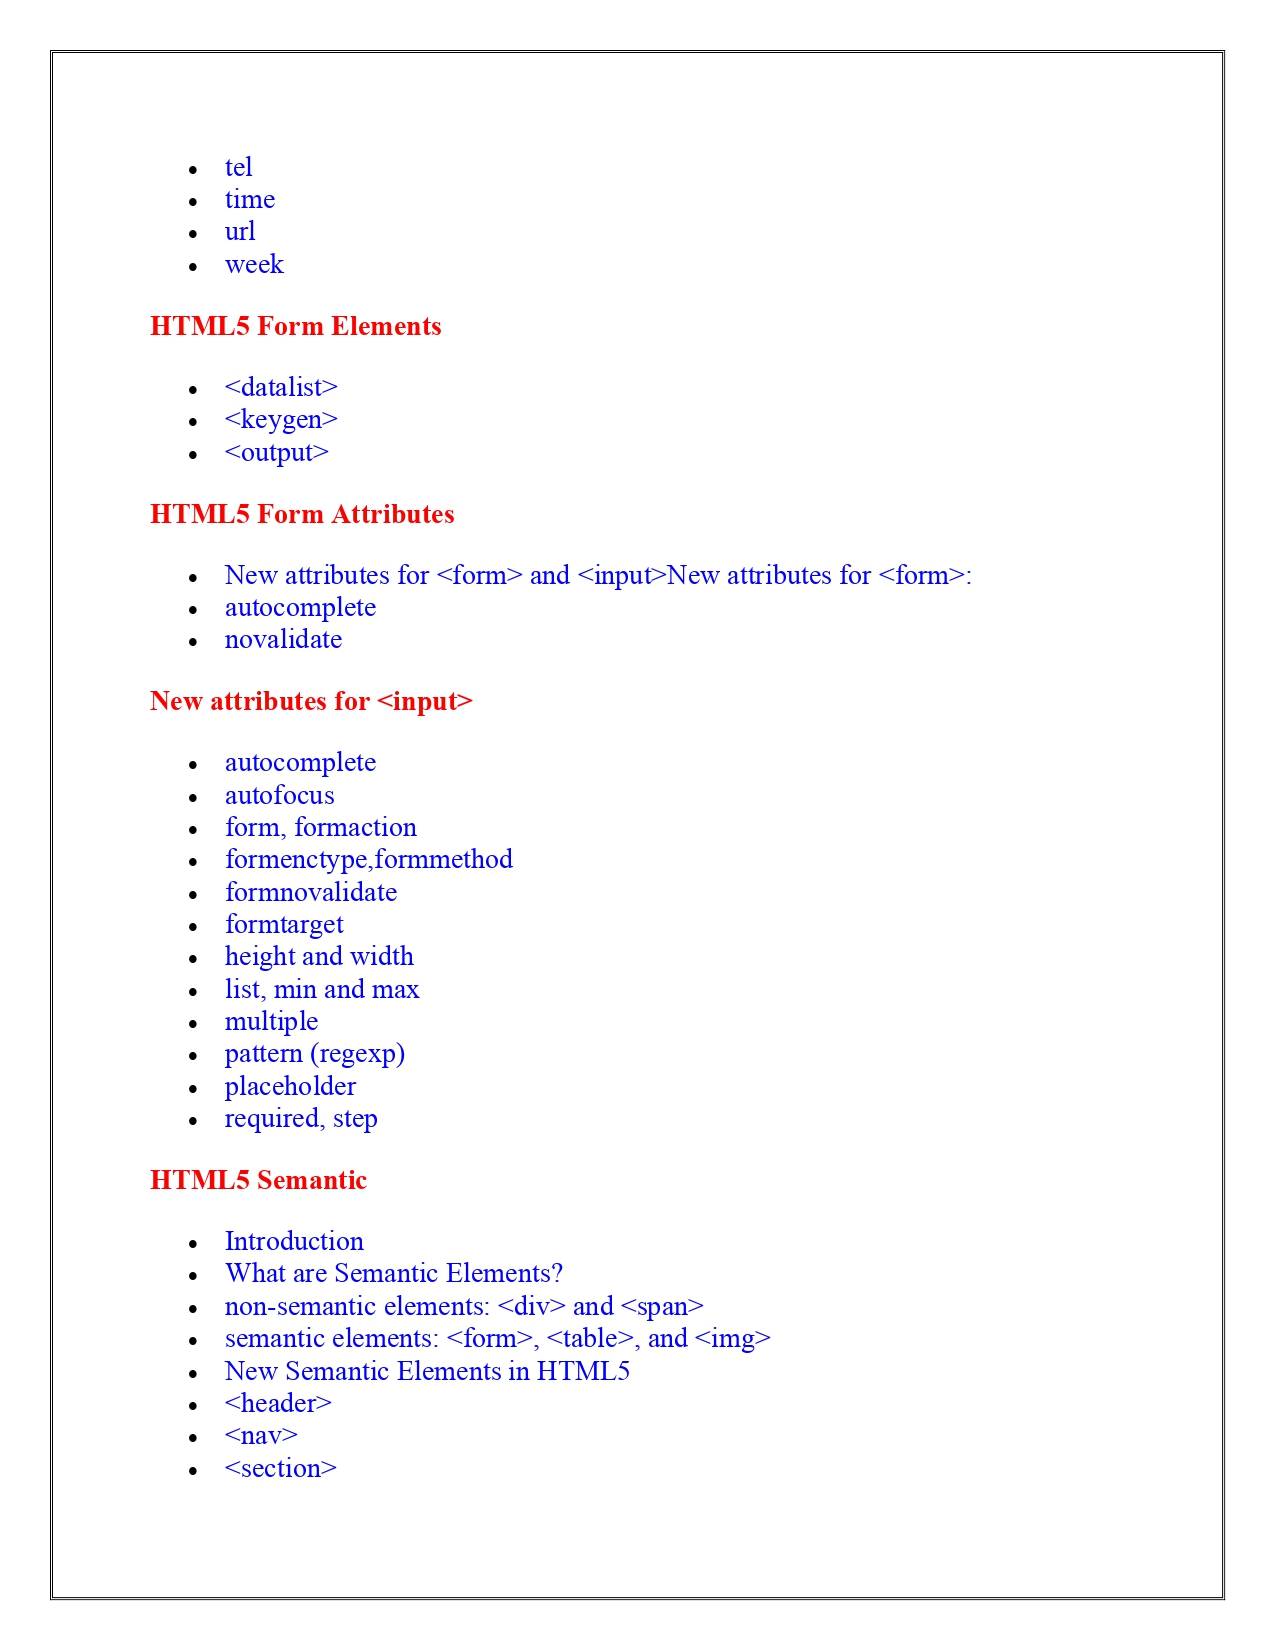 • tel
• time
• url
• week
HTML5 Form Elements
• <datalist>
• <keygen>
• <output>
HTML5 Form Attributes
• New attributes for <form> and <input>New attributes for <form>:
• autocomplete
• novalidate
New attributes for <input>
• autocomplete
• autofocus
• form, formaction
• formenctype,formmethod
• formnovalidate
• formtarget
• height and width
• list, min and max
• multiple
• pattern (regexp)
• placeholder
• required, step
HTML5 Semantic
• Introduction
• What are Semantic Elements?
• non-semantic elements: <div> and <span>
• semantic elements: <form>, <table>, and <img>
• New Semantic Elements in HTML5
• <header>
• <nav>
• <section>